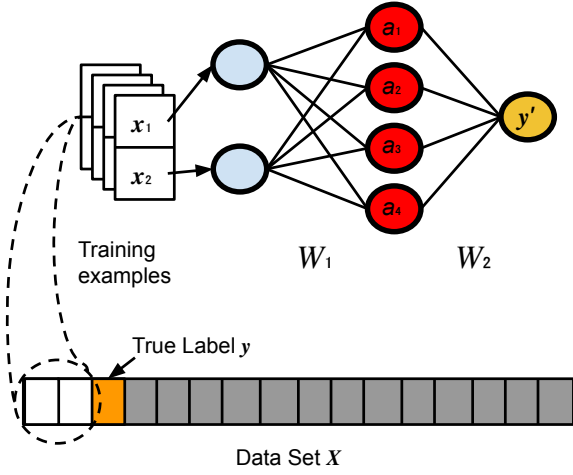 a₁
x₁
a₂
y'
x₂
a₃
a₄
Training
examples
W₁
W₂
True Label y
Data Set X